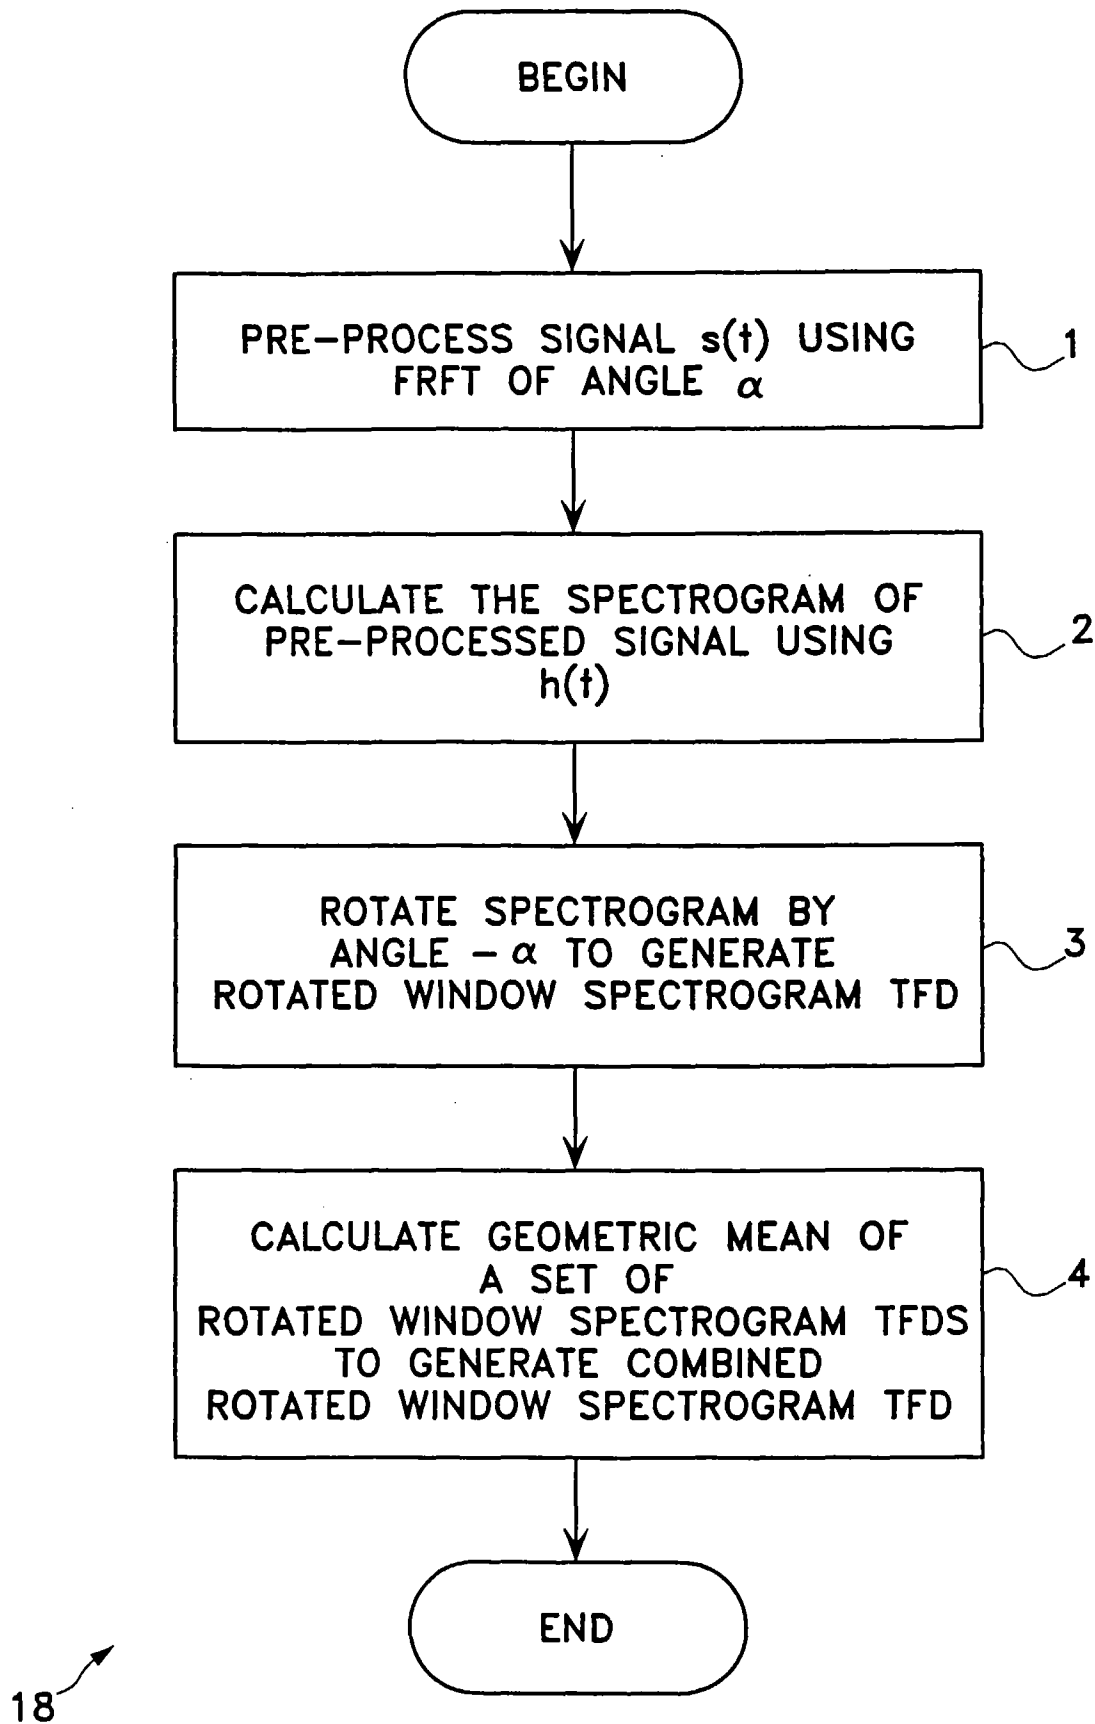 BEGIN
PRE-PROCESS SIGNAL s(t) USING
FRFT OF ANGLE α
1
CALCULATE THE SPECTROGRAM OF
PRE-PROCESSED SIGNAL USING
h(t)
2
ROTATE SPECTROGRAM BY
ANGLE -α TO GENERATE
ROTATED WINDOW SPECTROGRAM TFD
3
CALCULATE GEOMETRIC MEAN OF
A SET OF
ROTATED WINDOW SPECTROGRAM TFDS
TO GENERATE COMBINED
ROTATED WINDOW SPECTROGRAM TFD
4
END
18